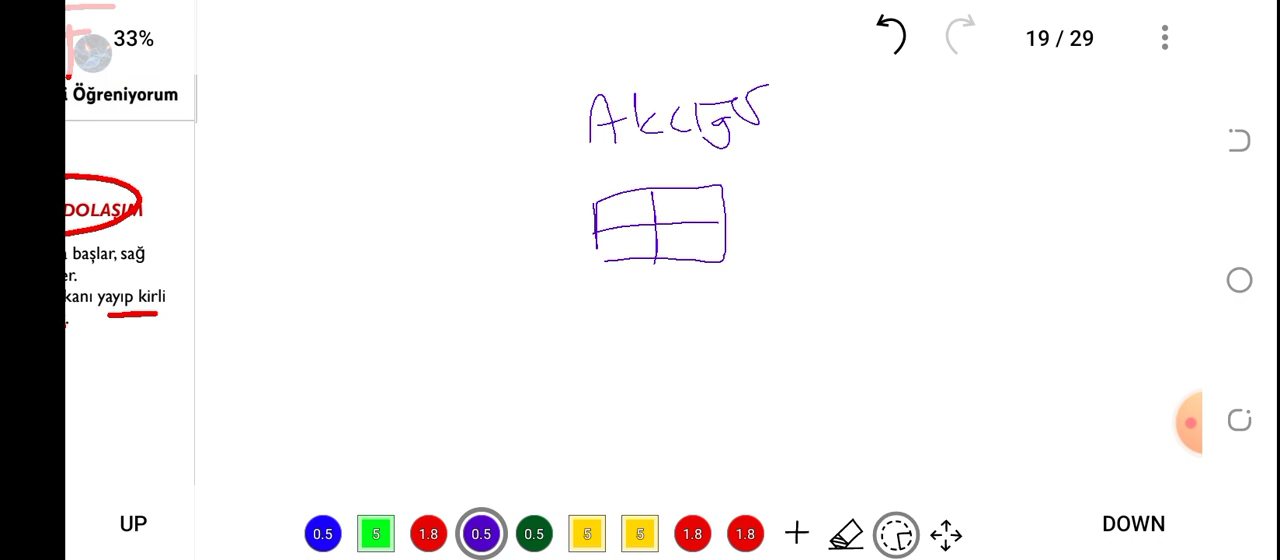 33%
19 / 29
Öğreniyorum
DOLAŞIM
başlar, sağ
er.
kanı yayıp kirli
UP
0.5
5
1.8
0.5
0.5
5
5
1.8
1.8
DOWN